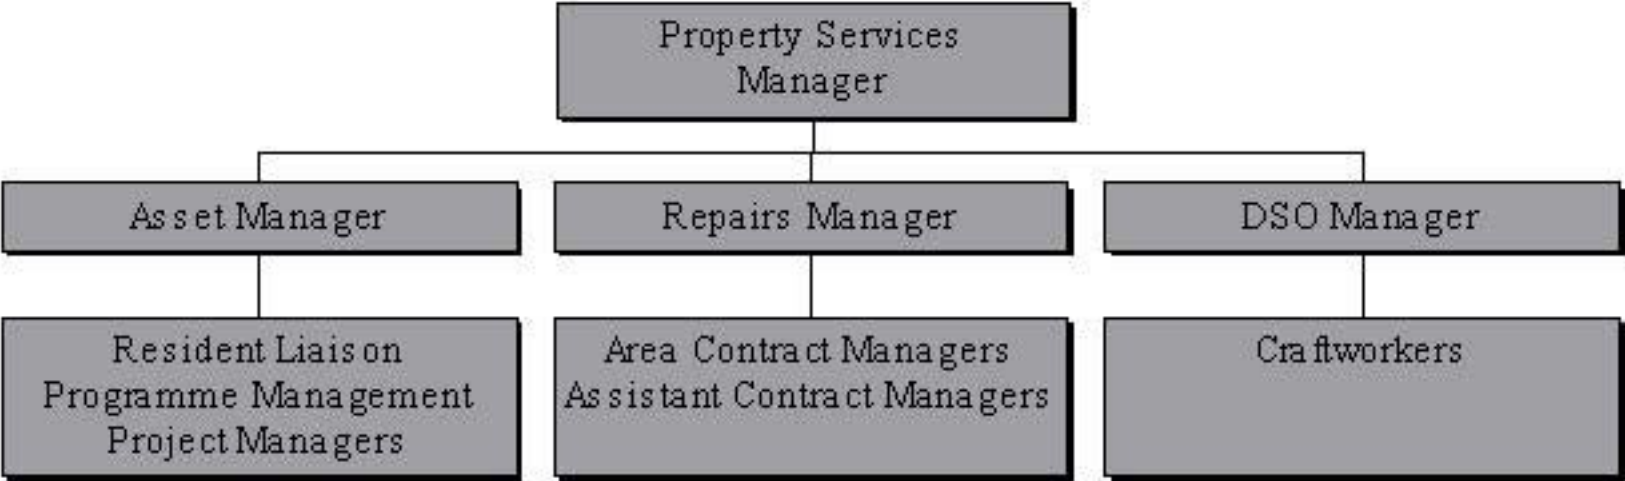 Property Services
Manager
Asset Manager
Repairs Manager
DSO Manager
Resident Liaison
Programme Management
Project Managers
Area Contract Managers
Assistant Contract Managers
Craftworkers